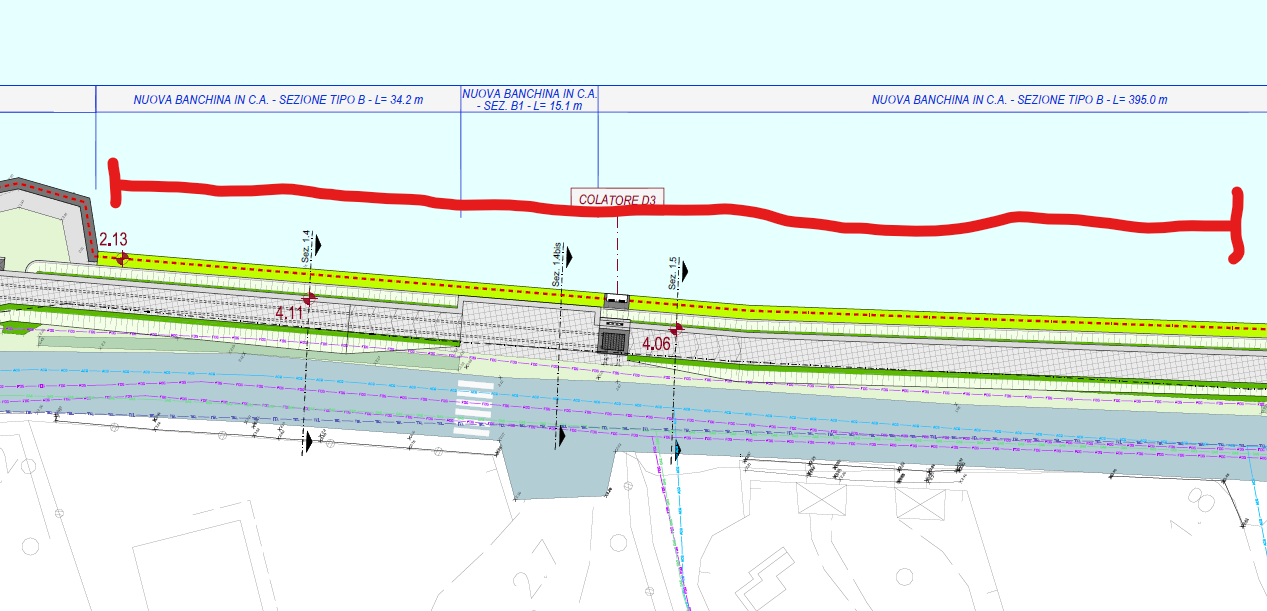 NUOVA BANCHINA IN C.A. - SEZIONE TIPO B - L= 34.2 m
NUOVA BANCHINA IN C.A.
- SEZ. B1 - L= 15.1 m
NUOVA BANCHINA IN C.A. - SEZIONE TIPO B - L= 395.0 m
COLATORE D3
2.13
Sez. 1.4
Sez. 1.4bis
Sez. 1.5
4.11
4.06